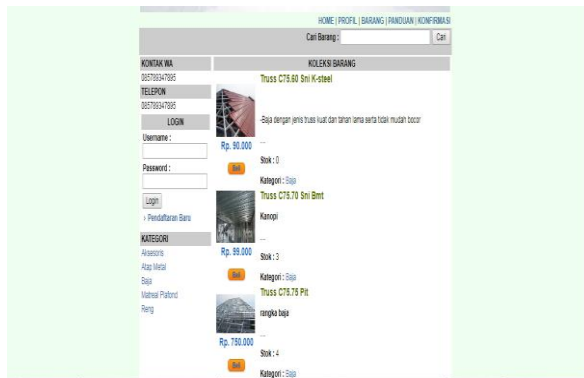 HOME | PROFIL | BARANG | PANDUAN | KONFIRMASI
Cari Barang : Cari
KONTAK WA
085789347895
TELEPON
085789347895
LOGIN
Username :
Password :
Login
› Pendaftaran Baru
KATEGORI
Aksesoris
Atap Metal
Baja
Matreal Plafond
Reng
KOLEKSI BARANG
Truss C75.60 Sni K-steel
-Baja dengan jenis truss kuat dan tahan lama serta tidak mudah bocor
...
Rp. 90.000
Beli
Stok : 0
Kategori : Baja
Truss C75.70 Sni Bmt
Kanopi
...
Rp. 99.000
Beli
Stok : 3
Kategori : Baja
Truss C75.75 Pit
rangka baja
...
Rp. 750.000
Beli
Stok : 4
Kategori : Baja